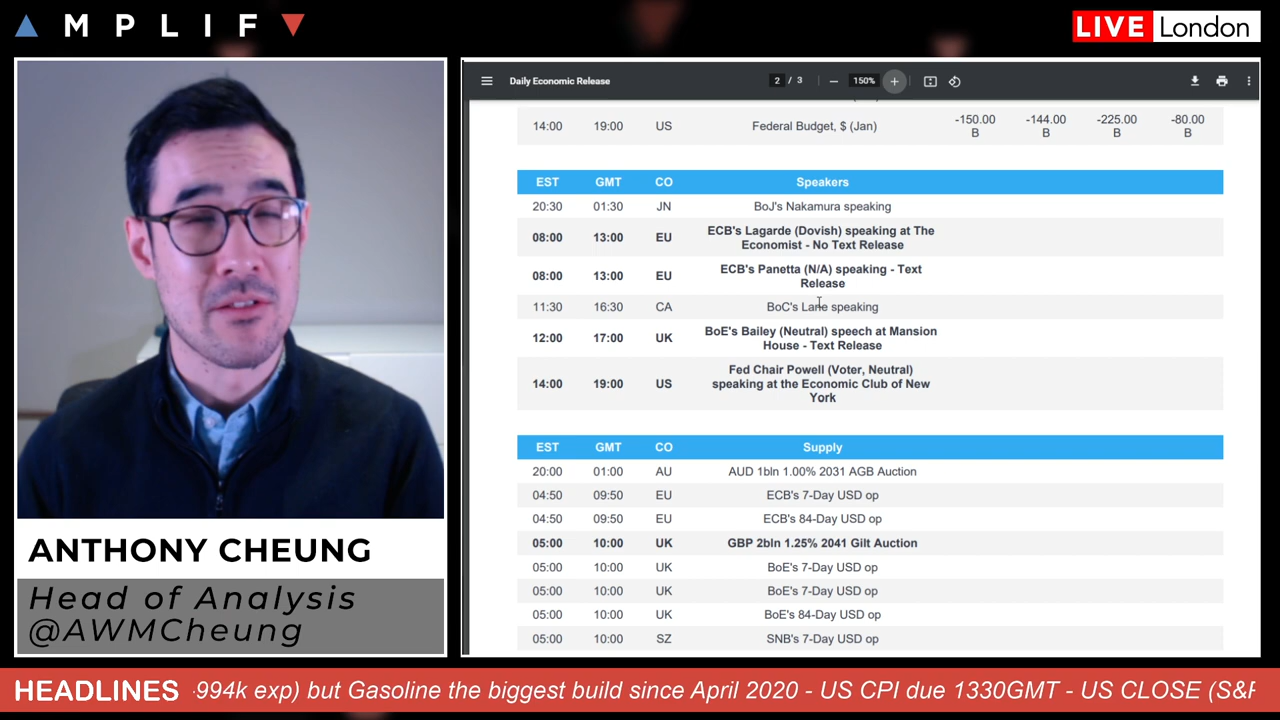 MPLIF
LIVE London
Daily Economic Release
2 / 3
150%
14:00 19:00 US Federal Budget, $ (Jan) -150.00 B -144.00 B -225.00 B -80.00 B
EST GMT CO Speakers
20:30 01:30 JN BoJ's Nakamura speaking
08:00 13:00 EU ECB's Lagarde (Dovish) speaking at The
Economist - No Text Release
08:00 13:00 EU ECB's Panetta (N/A) speaking - Text
Release
11:30 16:30 CA BoC's Lane speaking
12:00 17:00 UK BoE's Bailey (Neutral) speech at Mansion
House - Text Release
14:00 19:00 US Fed Chair Powell (Voter, Neutral)
speaking at the Economic Club of New
York
EST GMT CO Supply
20:00 01:00 AU AUD 1bln 1.00% 2031 AGB Auction
04:50 09:50 EU ECB's 7-Day USD op
04:50 09:50 EU ECB's 84-Day USD op
05:00 10:00 UK GBP 2bln 1.25% 2041 Gilt Auction
05:00 10:00 UK BoE's 7-Day USD op
05:00 10:00 UK BoE's 7-Day USD op
05:00 10:00 UK BoE's 84-Day USD op
05:00 10:00 SZ SNB's 7-Day USD op
ANTHONY CHEUNG
Head of Analysis
@AWMCheung
HEADLINES -994k exp) but Gasoline the biggest build since April 2020 - US CPI due 1330GMT - US CLOSE (S&P